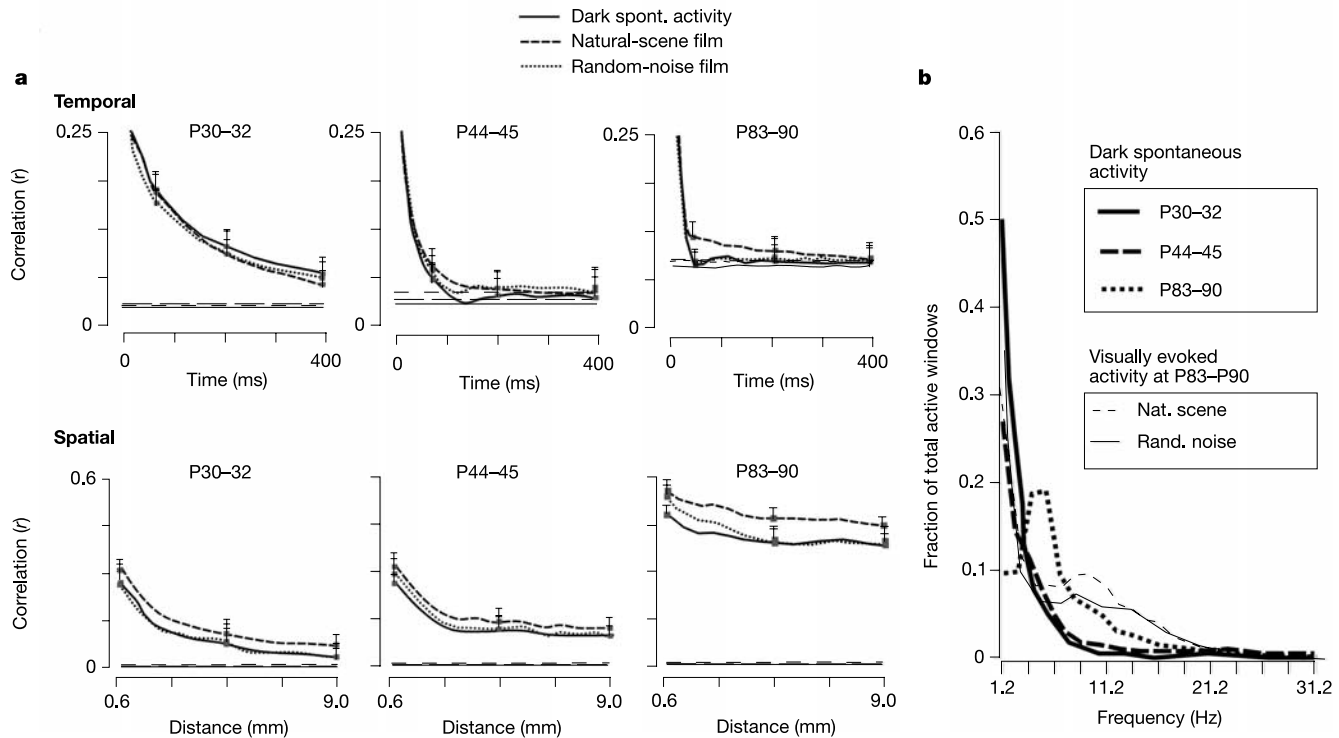 Dark spont. activity
Natural-scene film
Random-noise film
a
Temporal
P30–32
P44–45
P83–90
Correlation (r)
0.25
0
0.25
0
0.25
0
0
400
0
400
0
400
Time (ms)
Time (ms)
Time (ms)
Spatial
P30–32
P44–45
P83–90
Correlation (r)
0.6
0
0.6
9.0
0.6
9.0
0.6
9.0
Distance (mm)
Distance (mm)
Distance (mm)
b
Fraction of total active windows
0.6
0.5
0.4
0.3
0.2
0.1
0
1.2
11.2
21.2
31.2
Frequency (Hz)
Dark spontaneous
activity
P30–32
P44–45
P83–90
Visually evoked
activity at P83–P90
Nat. scene
Rand. noise